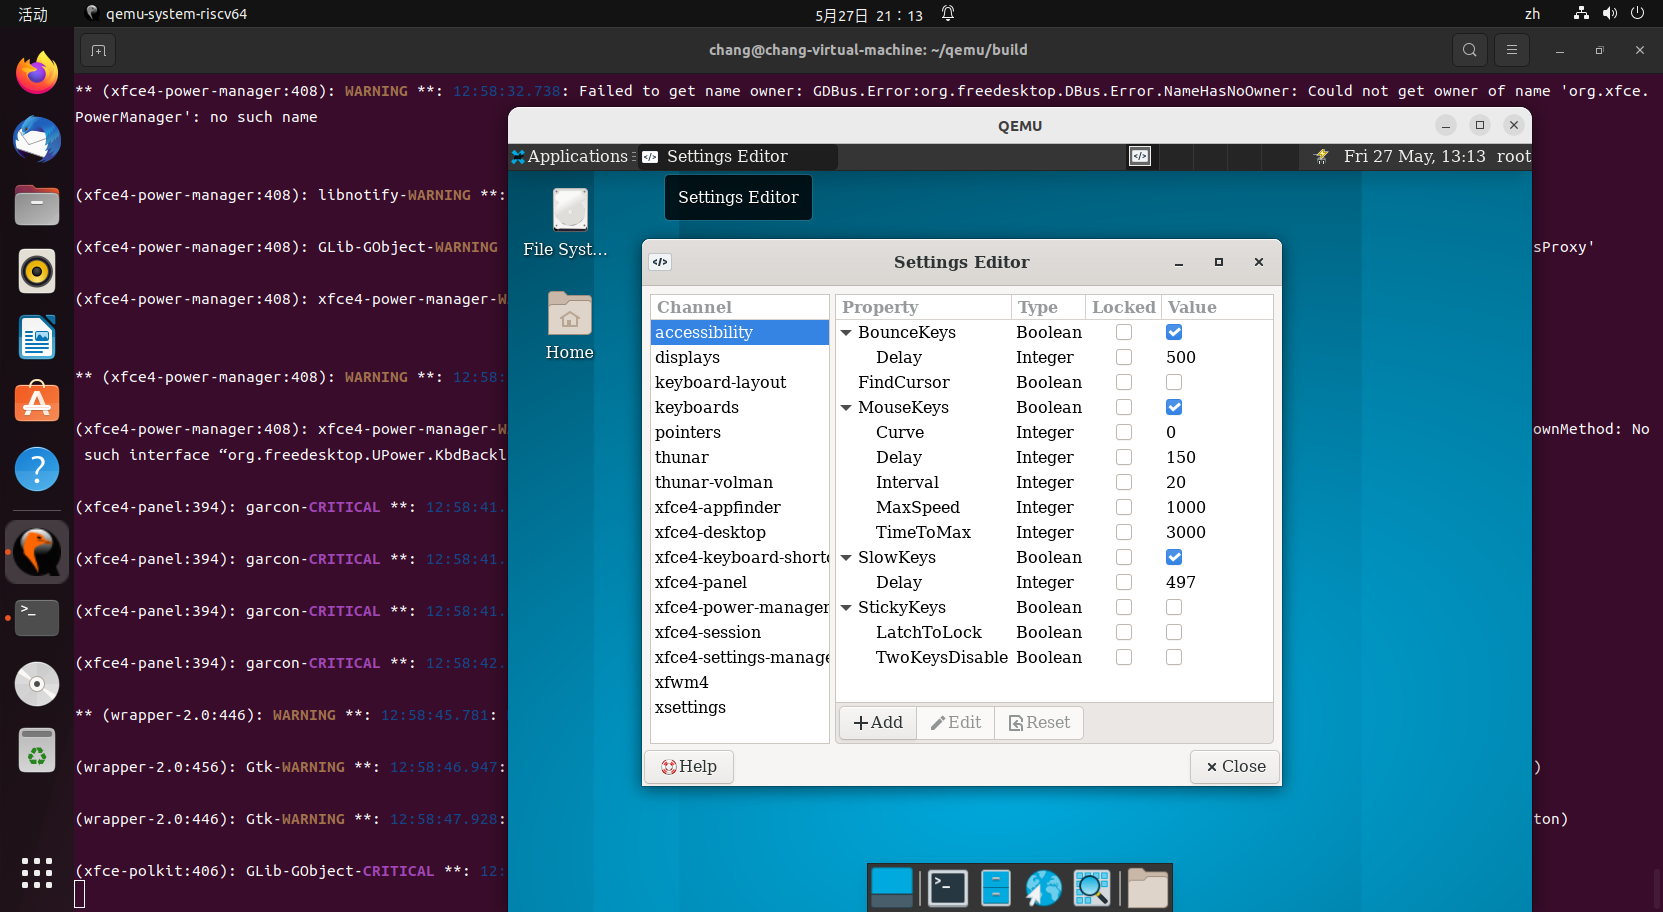 活动
qemu-system-riscv64
5月27日 21：13
zh
chang@chang-virtual-machine: ~/qemu/build
** (xfce4-power-manager:408): WARNING **: 12:58:32.738: Failed to get name owner: GDBus.Error:org.freedesktop.DBus.Error.NameHasNoOwner: Could not get owner of name 'org.xfce.
PowerManager': no such name
(xfce4-power-manager:408): libnotify-WARNING **:
(xfce4-power-manager:408): GLib-GObject-WARNING
sProxy'
(xfce4-power-manager:408): xfce4-power-manager-W
** (xfce4-power-manager:408): WARNING **: 12:58:
(xfce4-power-manager:408): xfce4-power-manager-W
ownMethod: No
such interface “org.freedesktop.UPower.KbdBackl
(xfce4-panel:394): garcon-CRITICAL **: 12:58:41.
(xfce4-panel:394): garcon-CRITICAL **: 12:58:41.
(xfce4-panel:394): garcon-CRITICAL **: 12:58:41.
(xfce4-panel:394): garcon-CRITICAL **: 12:58:42.
** (wrapper-2.0:446): WARNING **: 12:58:45.781:
(wrapper-2.0:456): Gtk-WARNING **: 12:58:46.947:
)
(wrapper-2.0:446): Gtk-WARNING **: 12:58:47.928:
ton)
(xfce-polkit:406): GLib-GObject-CRITICAL **: 12:
QEMU
Applications
Settings Editor
Fri 27 May, 13:13
root
Settings Editor
File Syst...
Home
Settings Editor
Channel
accessibility
displays
keyboard-layout
keyboards
pointers
thunar
thunar-volman
xfce4-appfinder
xfce4-desktop
xfce4-keyboard-shortc
xfce4-panel
xfce4-power-manager
xfce4-session
xfce4-settings-manage
xfwm4
xsettings
Property Type Locked Value
BounceKeys Boolean
Delay Integer 500
FindCursor Boolean
MouseKeys Boolean
Curve Integer 0
Delay Integer 150
Interval Integer 20
MaxSpeed Integer 1000
TimeToMax Integer 3000
SlowKeys Boolean
Delay Integer 497
StickyKeys Boolean
LatchToLock Boolean
TwoKeysDisable Boolean
Add Edit Reset
Help
Close